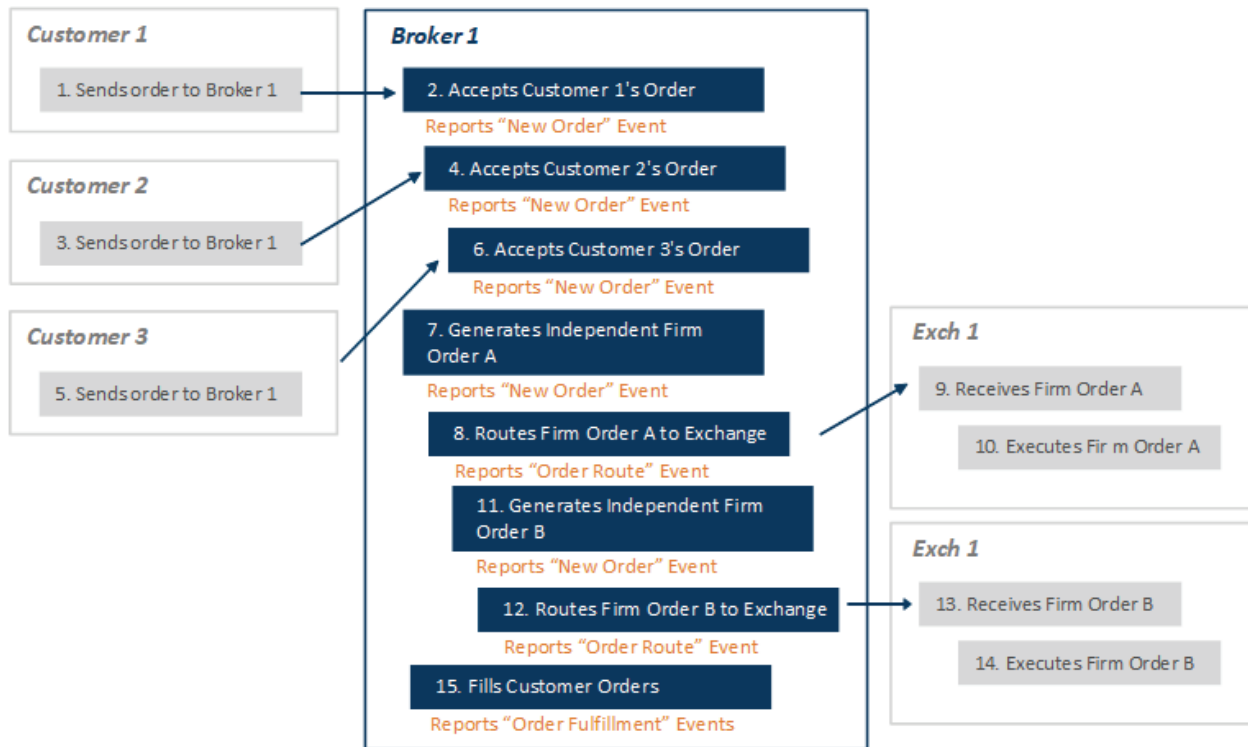 Customer 1
1. Sends order to Broker 1
Customer 2
3. Sends order to Broker 1
Customer 3
5. Sends order to Broker 1
Broker 1
2. Accepts Customer 1's Order
Reports “New Order” Event
4. Accepts Customer 2's Order
Reports “New Order” Event
6. Accepts Customer 3's Order
Reports “New Order” Event
7. Generates Independent Firm
Order A
Reports “New Order” Event
8. Routes Firm Order A to Exchange
Reports “Order Route” Event
11. Generates Independent Firm
Order B
Reports “New Order” Event
12. Routes Firm Order B to Exchange
Reports “Order Route” Event
15. Fills Customer Orders
Reports “Order Fulfillment” Events
Exch 1
9. Receives Firm Order A
10. Executes Fir m Order A
Exch 1
13. Receives Firm Order B
14. Executes Firm Order B